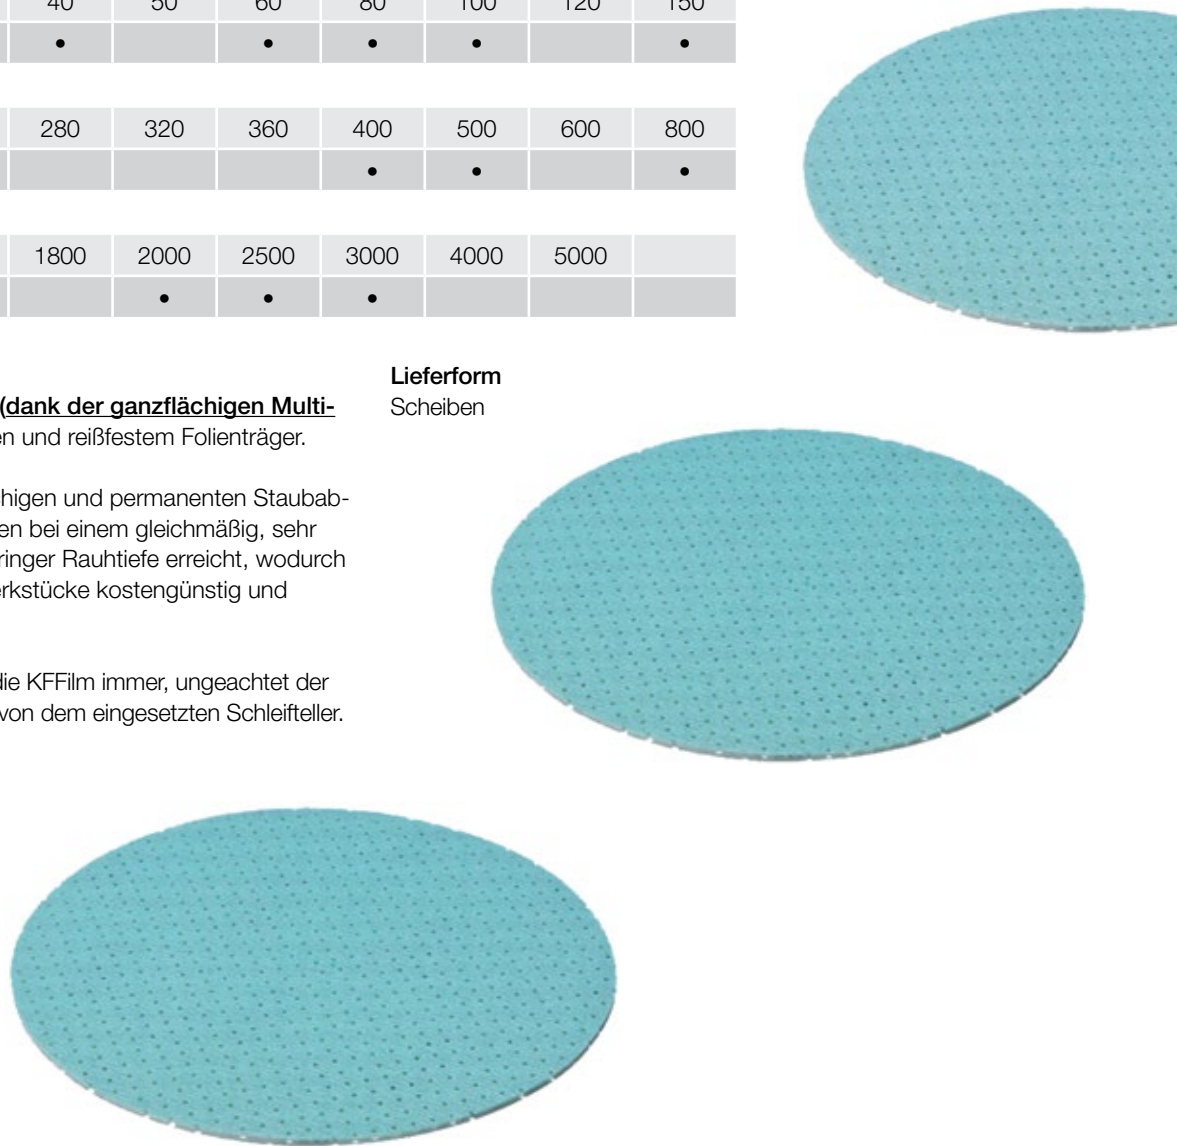 40 50 60 80 100 120 150
• • • • •
280 320 360 400 500 600 800
• • •
1800 2000 2500 3000 4000 5000
• • •
Lieferform
Scheiben
(dank der ganzflächigen Multi-
en und reißfestem Folienträger.
higen und permanenten Staubab-
en bei einem gleichmäßig, sehr
ringer Rauhtiefe erreicht, wodurch
erkstücke kostengünstig und
die KFFilm immer, ungeachtet der
von dem eingesetzten Schleifteller.